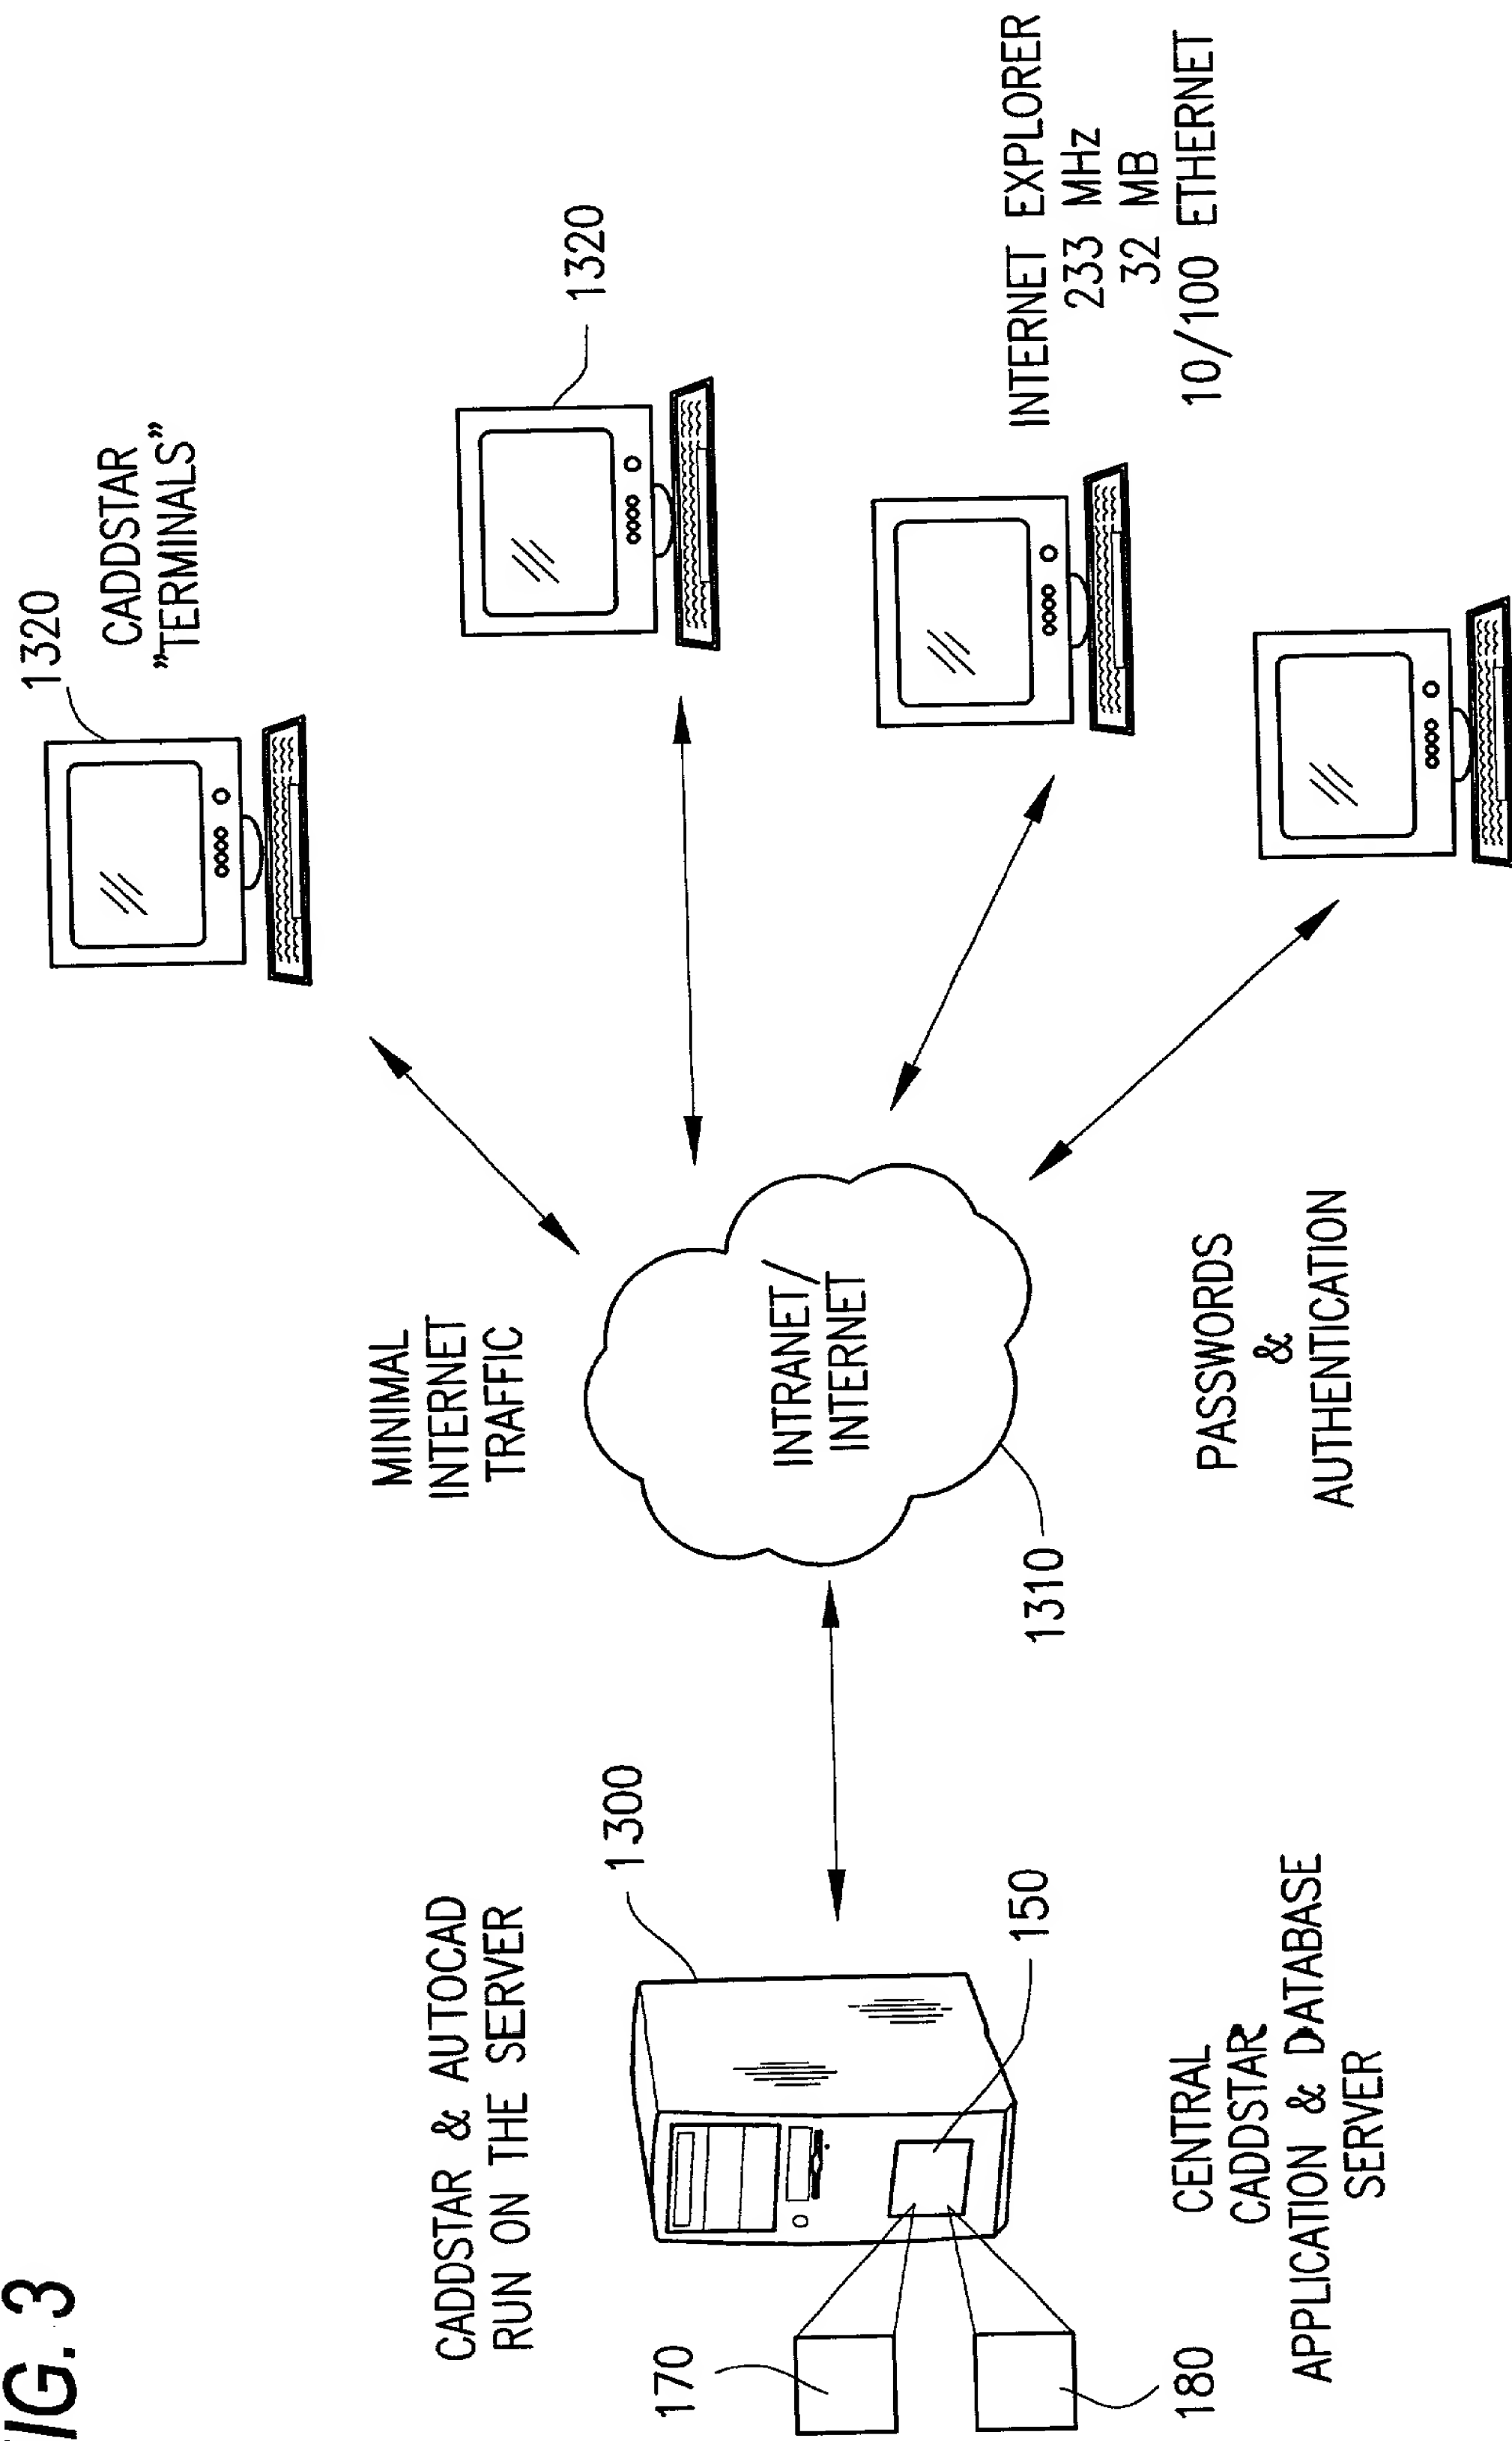 FIG. 3
CADDSTAR & AUTOCAD
RUN ON THE SERVER
1300
150
170
180
CENTRAL
CADDSTAR
APPLICATION & DATABASE
SERVER
MINIMAL
INTERNET
TRAFFIC
INTRANET/
INTERNET
1310
PASSWORDS
&
AUTHENTICATION
1320
CADDSTAR
"TERMINALS"
1320
INTERNET EXPLORER
233 MHz
32 MB
10/100 ETHERNET